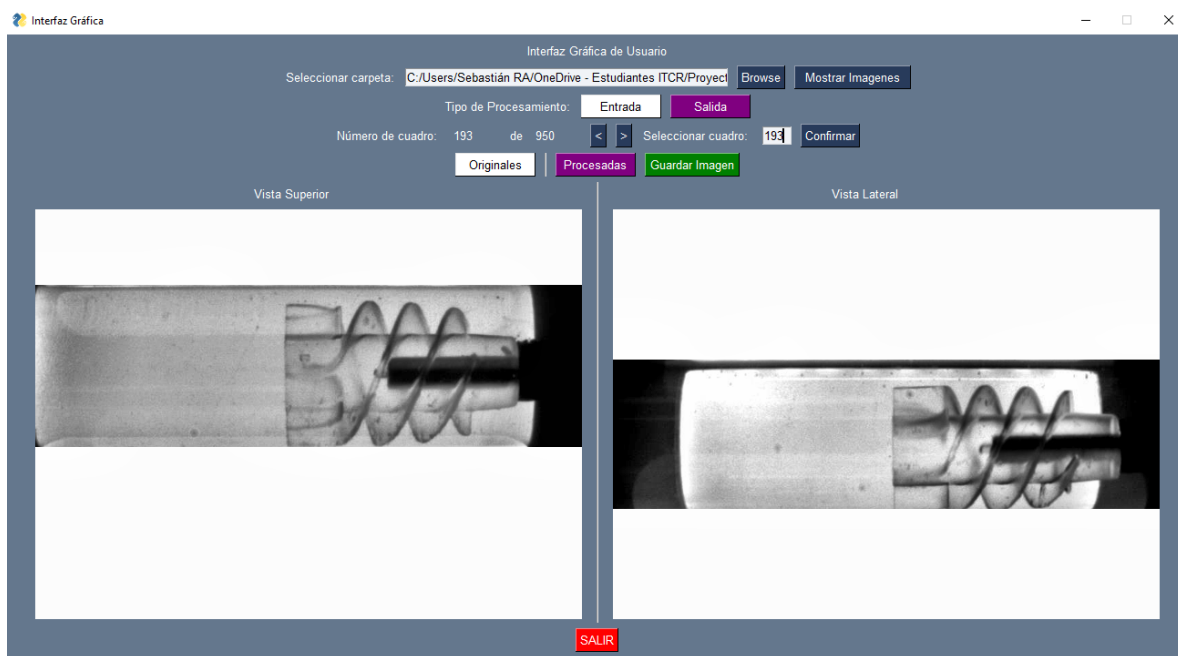 Interfaz Gráfica
Interfaz Gráfica de Usuario
Seleccionar carpeta: C:/Users/Sebastián RA/OneDrive - Estudiantes ITCR/Proyect Browse Mostrar Imagenes
Tipo de Procesamiento: Entrada Salida
Número de cuadro: 193 de 950 < > Seleccionar cuadro: 193 Confirmar
Originales Procesadas Guardar Imagen
Vista Superior Vista Lateral
SALIR